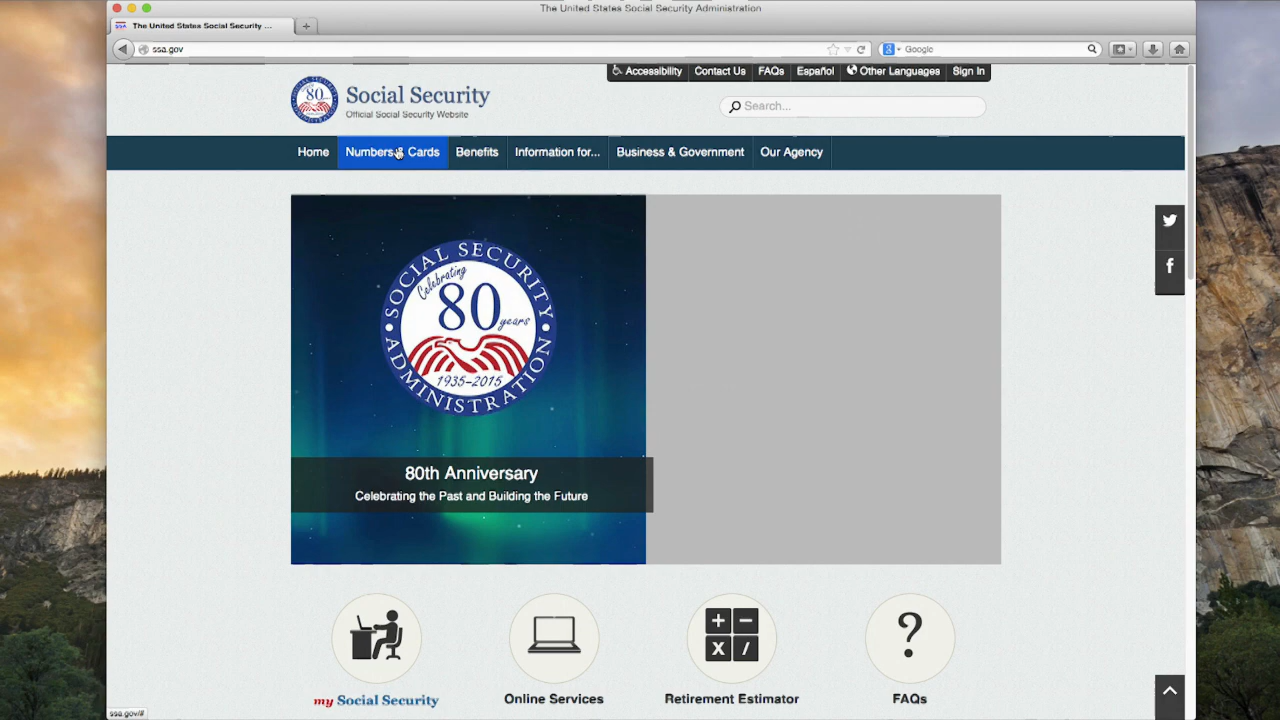 The United States Social Security Administration
SSA The United States Social Security ...
ssa.gov
Google
Accessibility Contact Us FAQs Español Other Languages Sign In
80
Social Security
Official Social Security Website
Search...
Home Numbers & Cards Benefits Information for... Business & Government Our Agency
SOCIAL SECURITY ADMINISTRATION
Celebrating
80
years
1935-2015
80th Anniversary
Celebrating the Past and Building the Future
my Social Security Online Services Retirement Estimator FAQs
ssa.gov/#